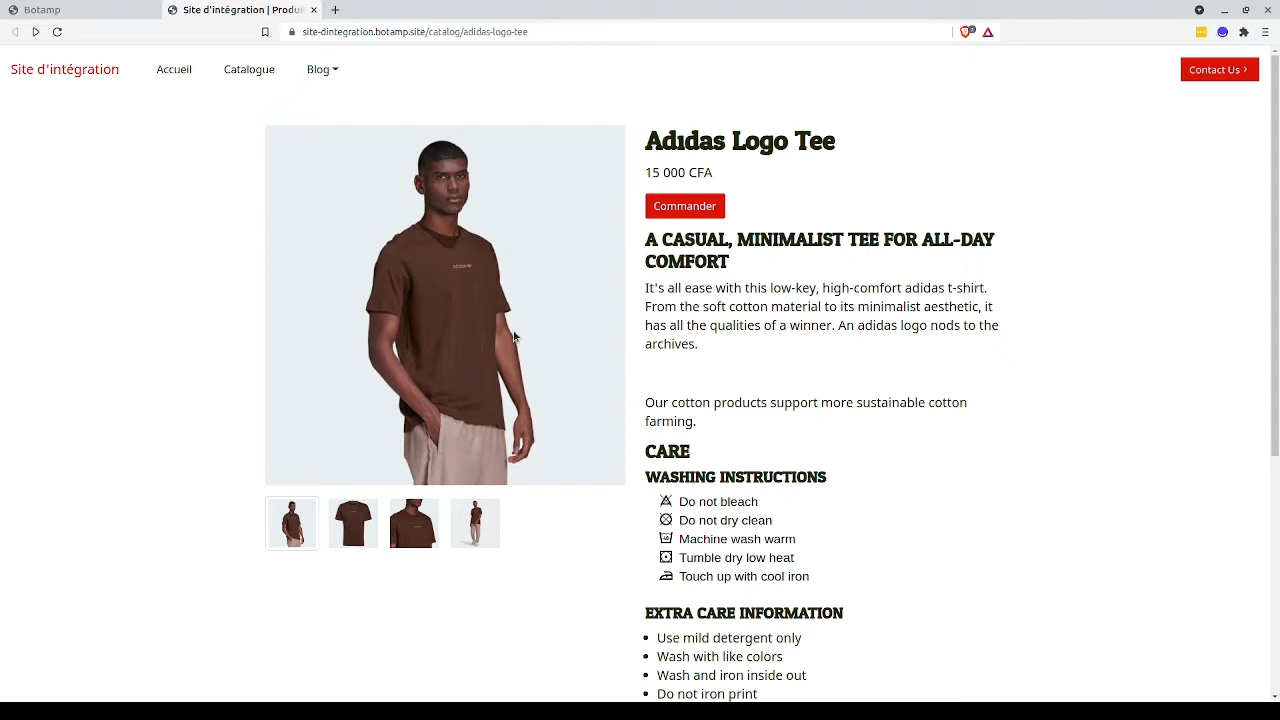 Botamp
Site d'intégration | Produi
site-dintegration.botamp.site/catalog/adidas-logo-tee
Site d'intégration
Accueil
Catalogue
Blog
Contact Us
Adidas Logo Tee
15 000 CFA
Commander
A CASUAL, MINIMALIST TEE FOR ALL-DAY
COMFORT
It's all ease with this low-key, high-comfort adidas t-shirt.
From the soft cotton material to its minimalist aesthetic, it
has all the qualities of a winner. An adidas logo nods to the
archives.
Our cotton products support more sustainable cotton
farming.
CARE
WASHING INSTRUCTIONS
Do not bleach
Do not dry clean
Machine wash warm
Tumble dry low heat
Touch up with cool iron
EXTRA CARE INFORMATION
Use mild detergent only
Wash with like colors
Wash and iron inside out
Do not iron print